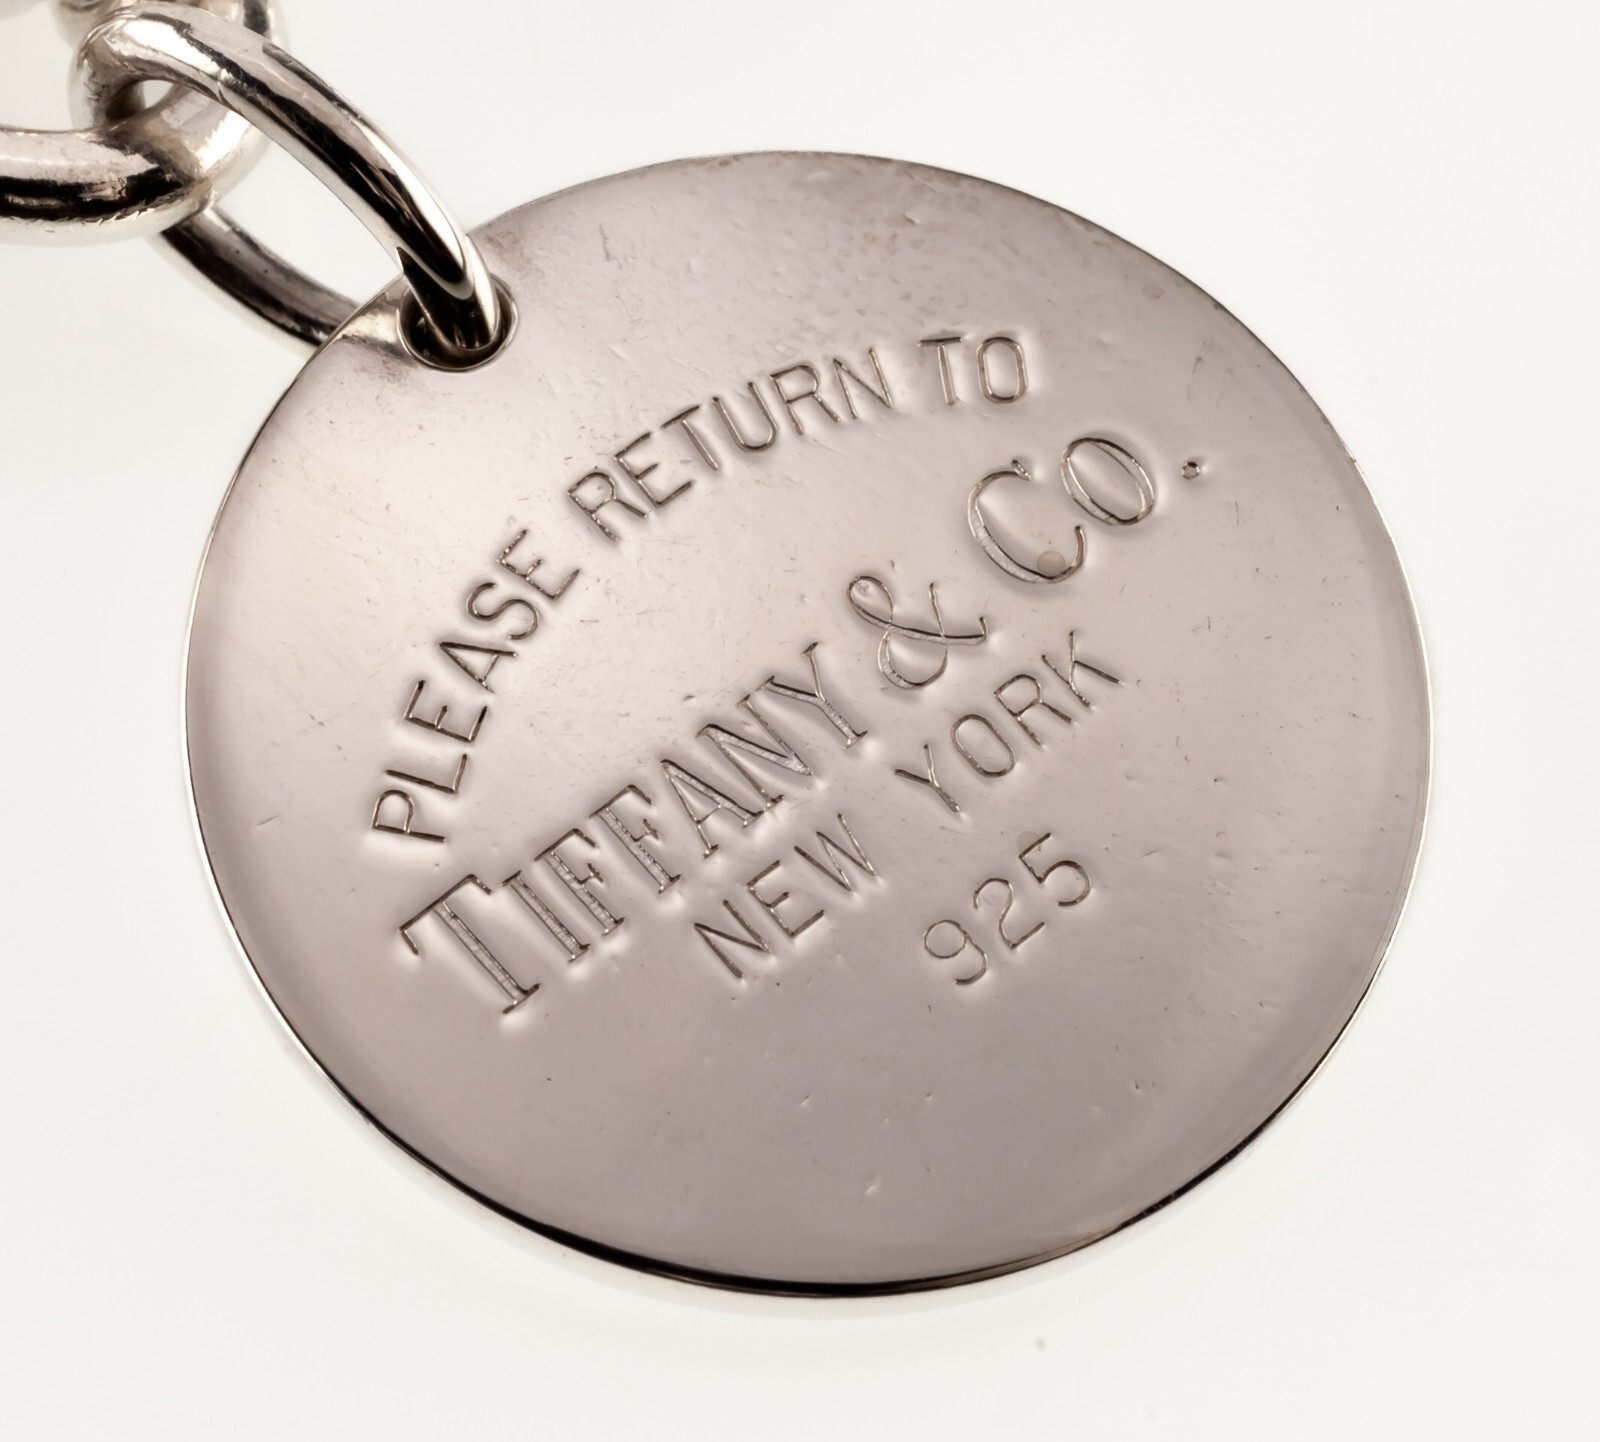 PLEASE RETURN TO
TIFFANY & CO.
NEW YORK
925